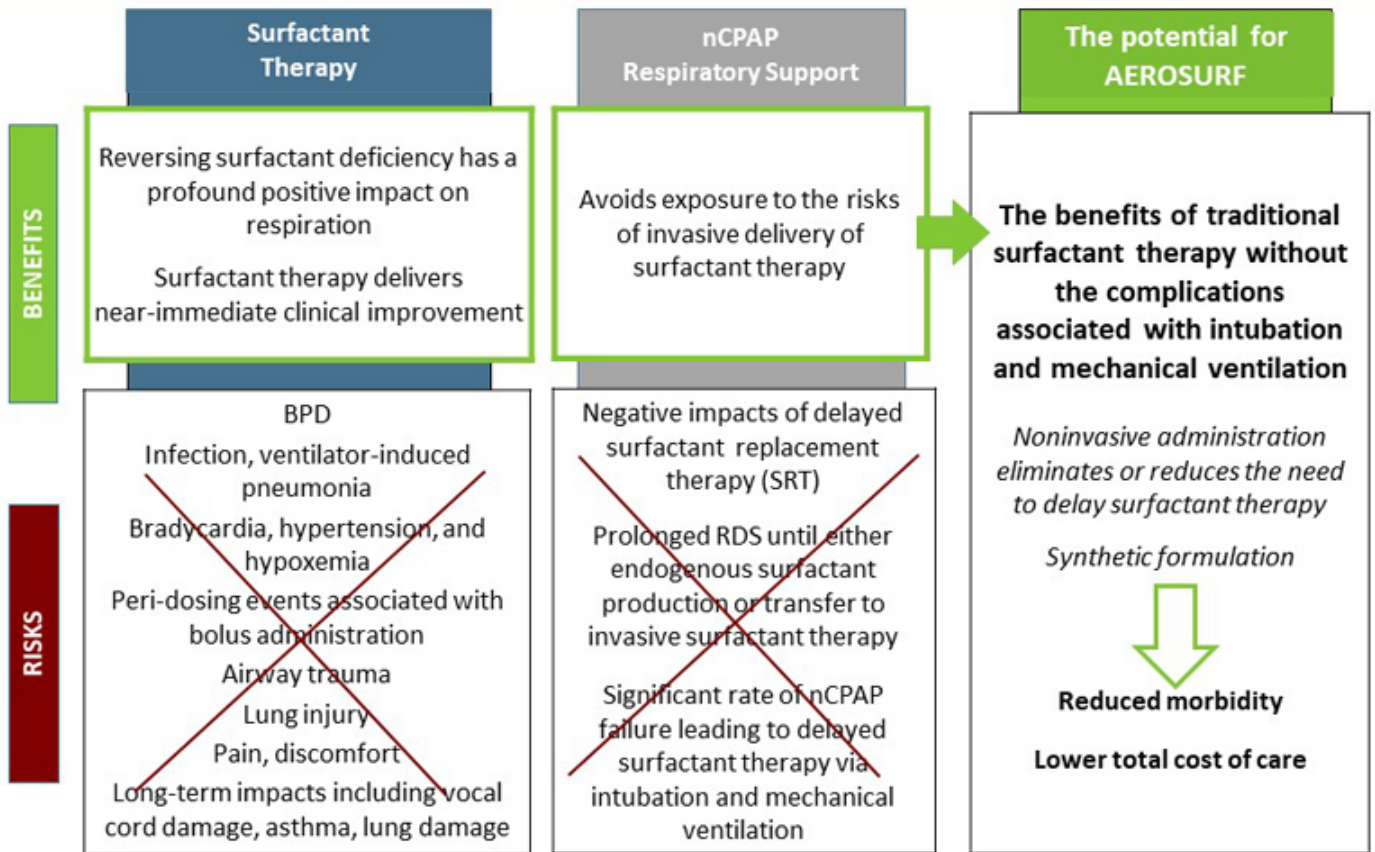 Surfactant
Therapy
nCPAP
Respiratory Support
The potential for
AEROSURF
BENEFITS
Reversing surfactant deficiency has a
profound positive impact on
respiration
Surfactant therapy delivers
near-immediate clinical improvement
Avoids exposure to the risks
of invasive delivery of
surfactant therapy
The benefits of traditional
surfactant therapy without
the complications
associated with intubation
and mechanical ventilation
Noninvasive administration
eliminates or reduces the need
to delay surfactant therapy
Synthetic formulation
Reduced morbidity
Lower total cost of care
RISKS
BPD
Infection, ventilator-induced
pneumonia
Bradycardia, hypertension, and
hypoxemia
Peri-dosing events associated with
bolus administration
Airway trauma
Lung injury
Pain, discomfort
Long-term impacts including vocal
cord damage, asthma, lung damage
Negative impacts of delayed
surfactant replacement
therapy (SRT)
Prolonged RDS until either
endogenous surfactant
production or transfer to
invasive surfactant therapy
Significant rate of nCPAP
failure leading to delayed
surfactant therapy via
intubation and mechanical
ventilation